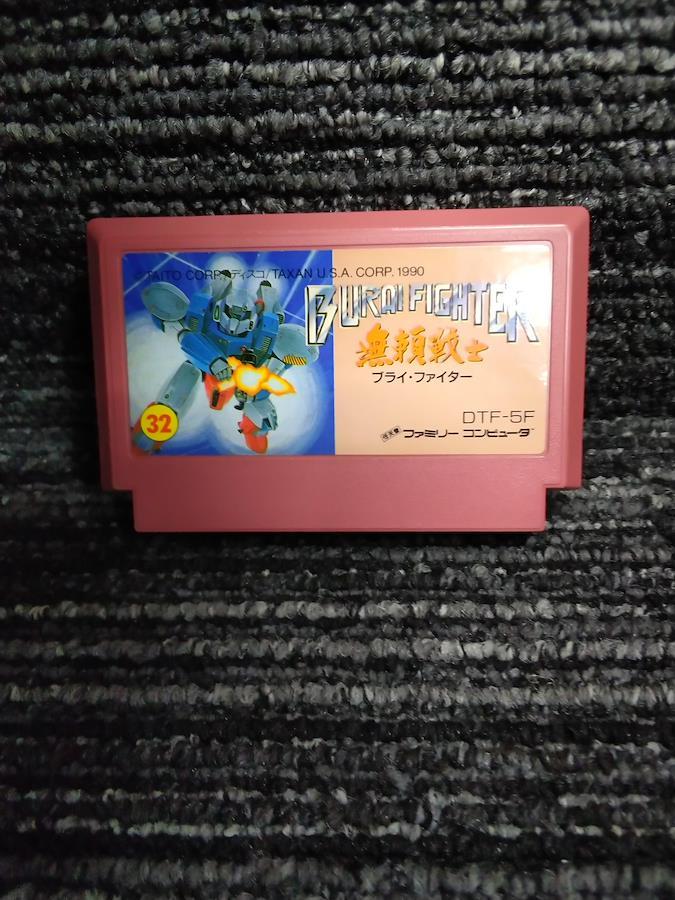 © TAITO CORP. ディスコ/TAXAN U.S.A. CORP. 1990
BURAI FIGHTER
無頼戦士
ブライ・ファイター
32
DTF-5F
ファミリー コンピュータ